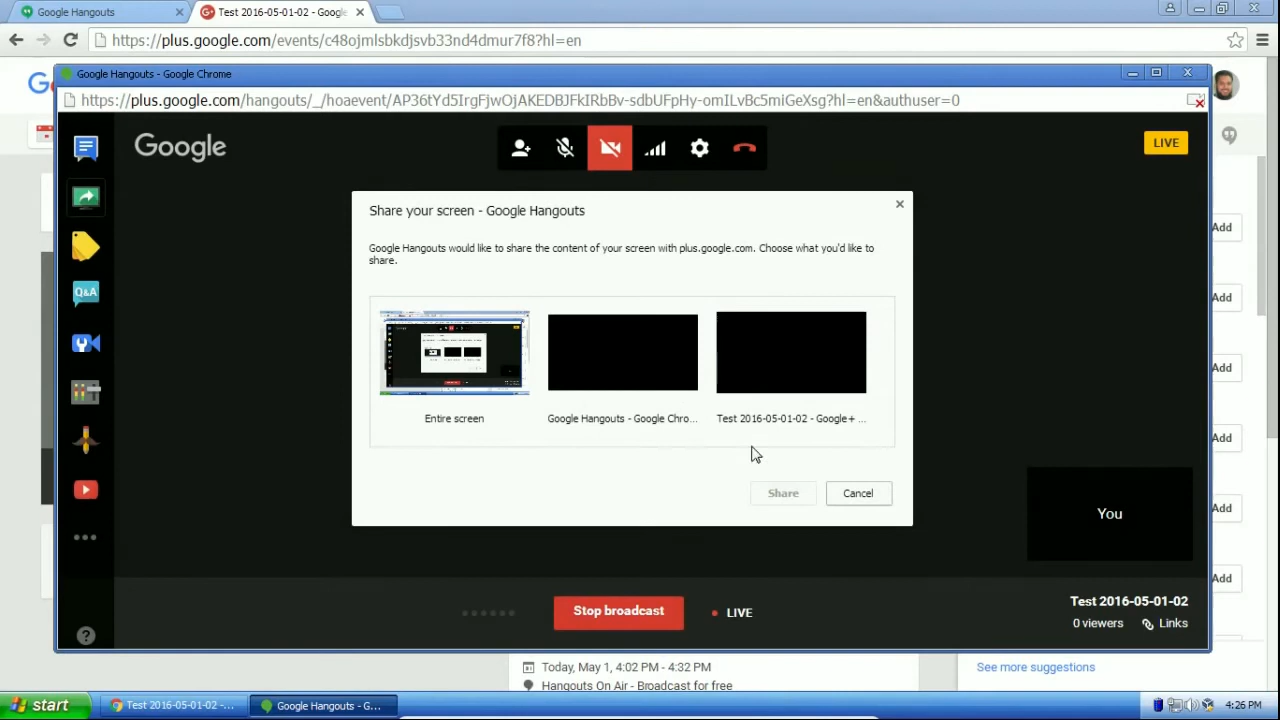 Google Hangouts
Test 2016-05-01-02 - Google
https://plus.google.com/events/c48ojmlsbkdjsvb33nd4dmur7f8?hl=en
Google Hangouts - Google Chrome
https://plus.google.com/hangouts/_/hoaevent/AP36tYd5IrgFjwOjAKEDBJFkIRbBv-sdbUFpHy-omILvBc5miGeXsg?hl=en&authuser=0
Google
LIVE
Share your screen - Google Hangouts
Google Hangouts would like to share the content of your screen with plus.google.com. Choose what you'd like to
share.
Add
Q&A
Add
Entire screen
Google Hangouts - Google Chro...
Test 2016-05-01-02 - Google+ ...
Add
Add
Share
Cancel
You
Add
Add
Stop broadcast
LIVE
Test 2016-05-01-02
0 viewers
Links
Today, May 1, 4:02 PM - 4:32 PM
Hangouts On Air - Broadcast for free
See more suggestions
start
Test 2016-05-01-02 -...
Google Hangouts - G...
4:26 PM